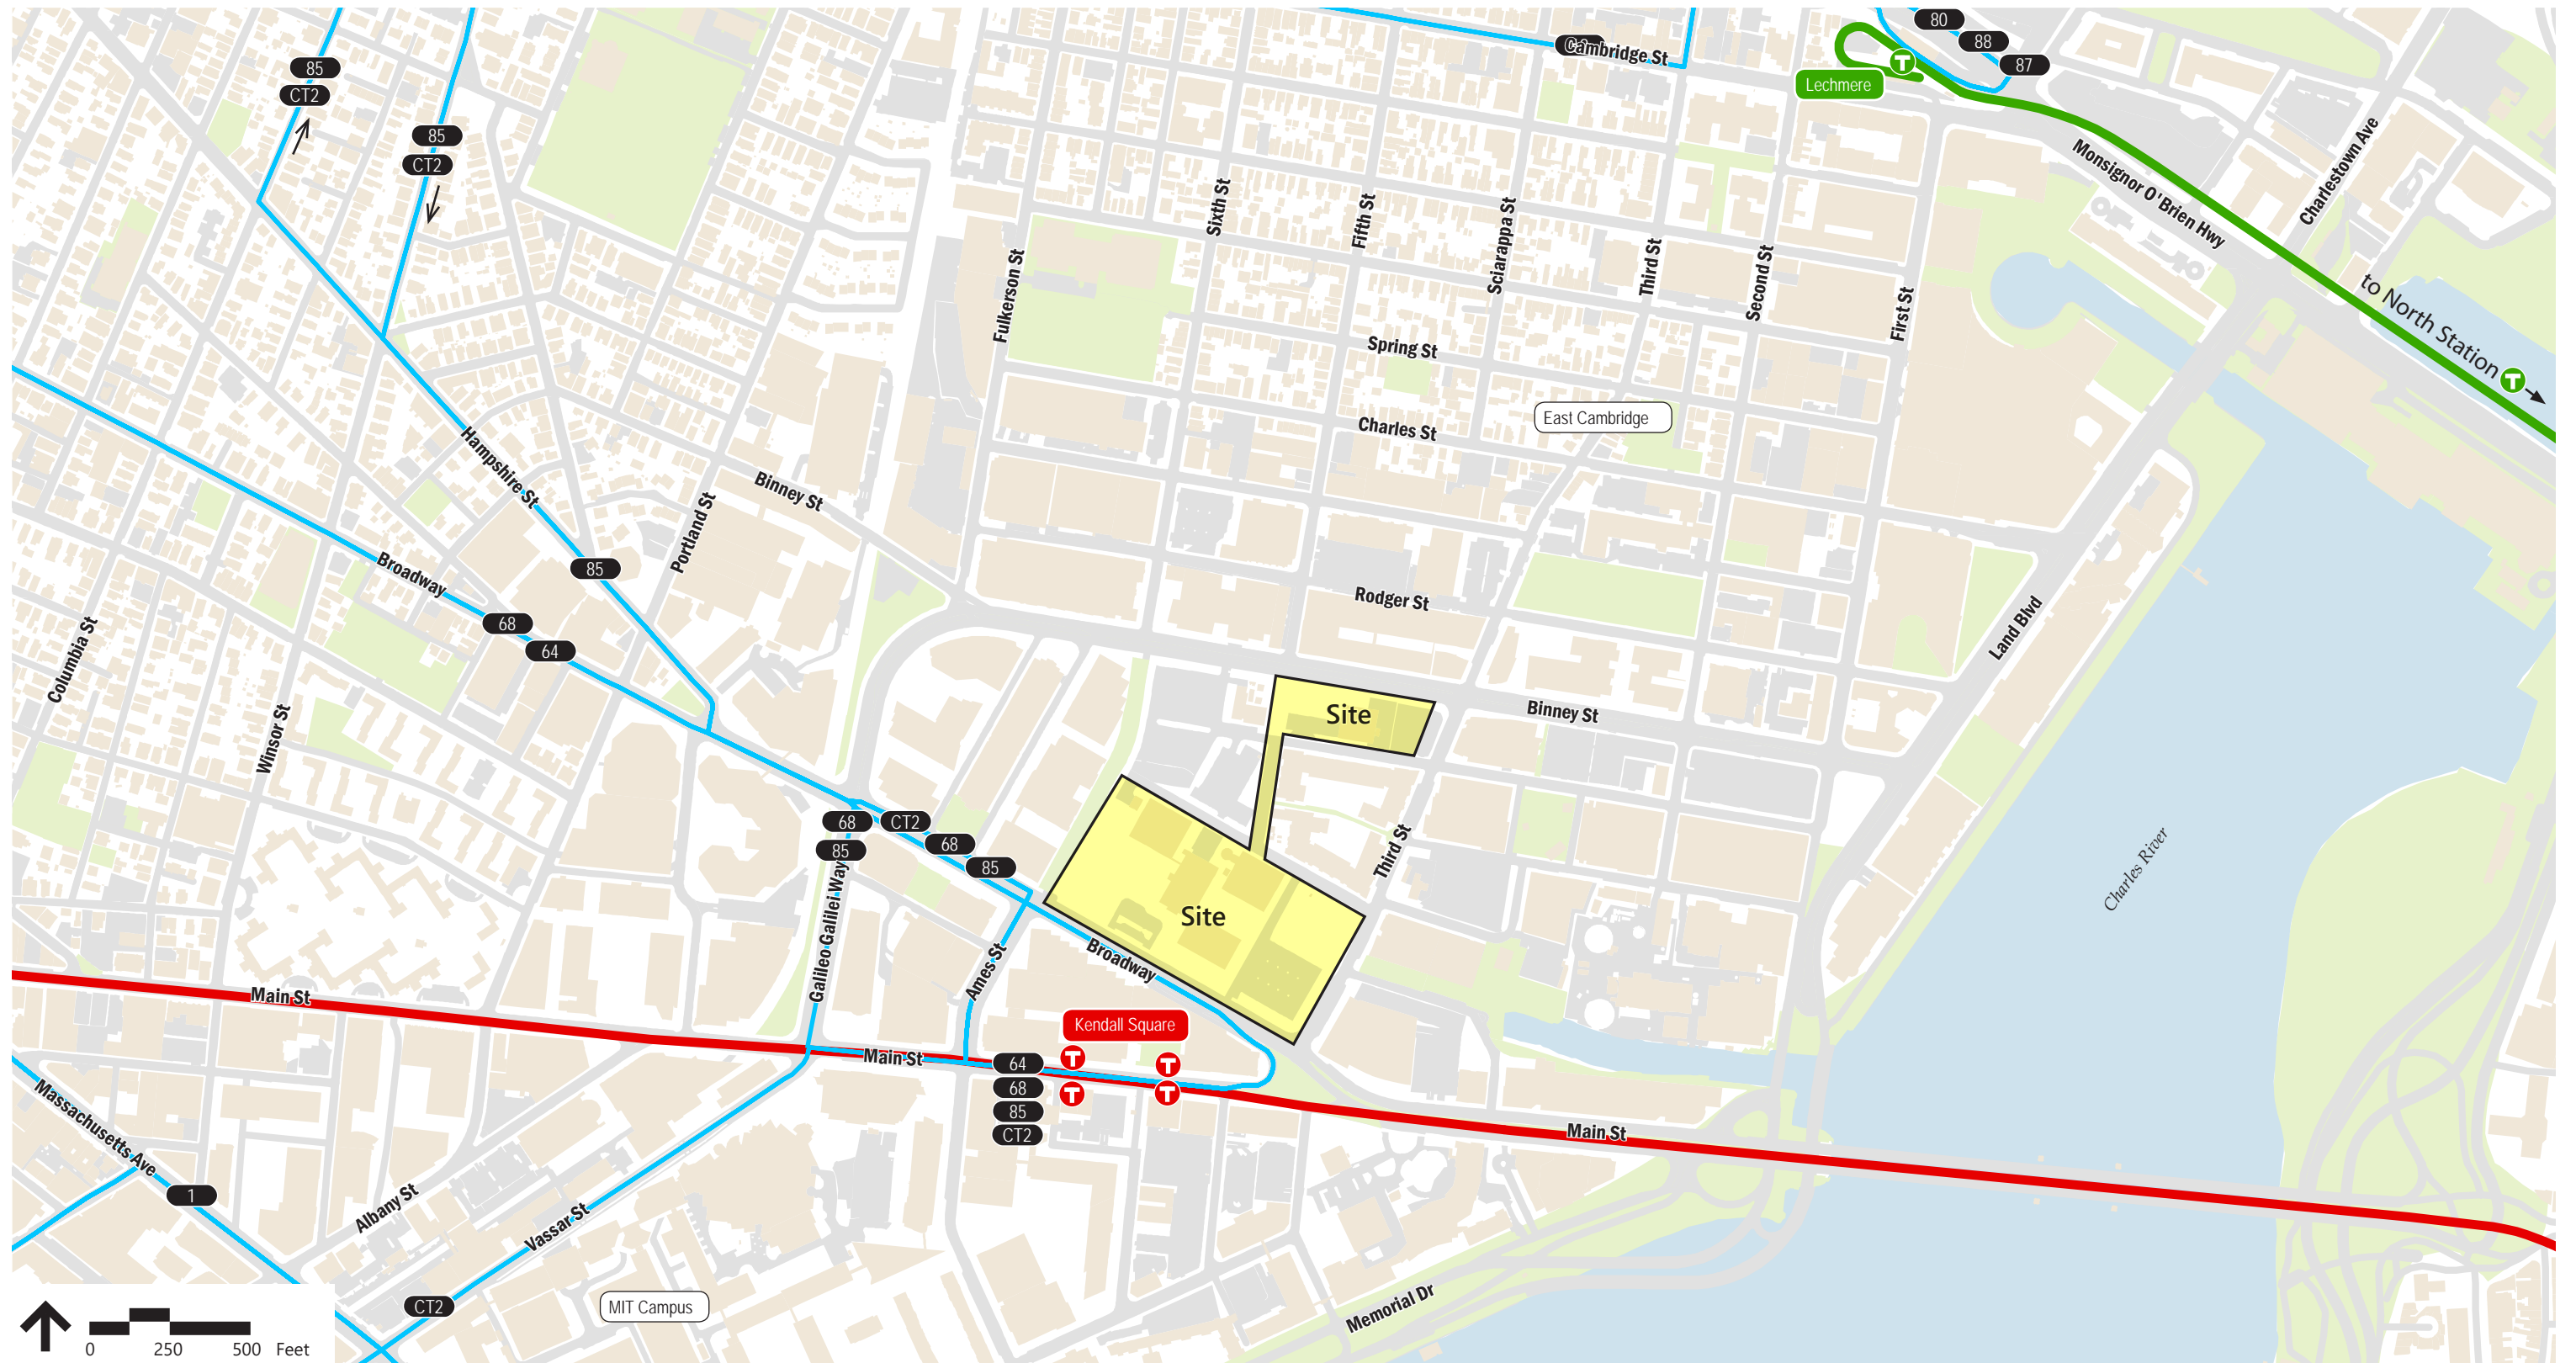 80
88
87
Cambridge St
T
Lechmere
85
CT2
85
CT2
Monsignor O'Brien Hwy
Charlestown Ave
Sixth St
Fifth St
Sciarappa St
Third St
Second St
First St
Fulkerson St
to North Station T
Spring St
Charles St
East Cambridge
Hampshire St
Binney St
Portland St
85
Broadway
68
64
Rodger St
Land Blvd
Columbia St
Winsor St
Site
Binney St
68
CT2
85
68
85
Third St
Charles River
Site
Galileo Galilei Way
Ames St
Broadway
Main St
Kendall Square
Main St
64
68
85
CT2
T
T
T
T
Main St
Massachusetts Ave
1
Albany St
Vassar St
CT2
MIT Campus
Memorial Dr
0 250 500 Feet